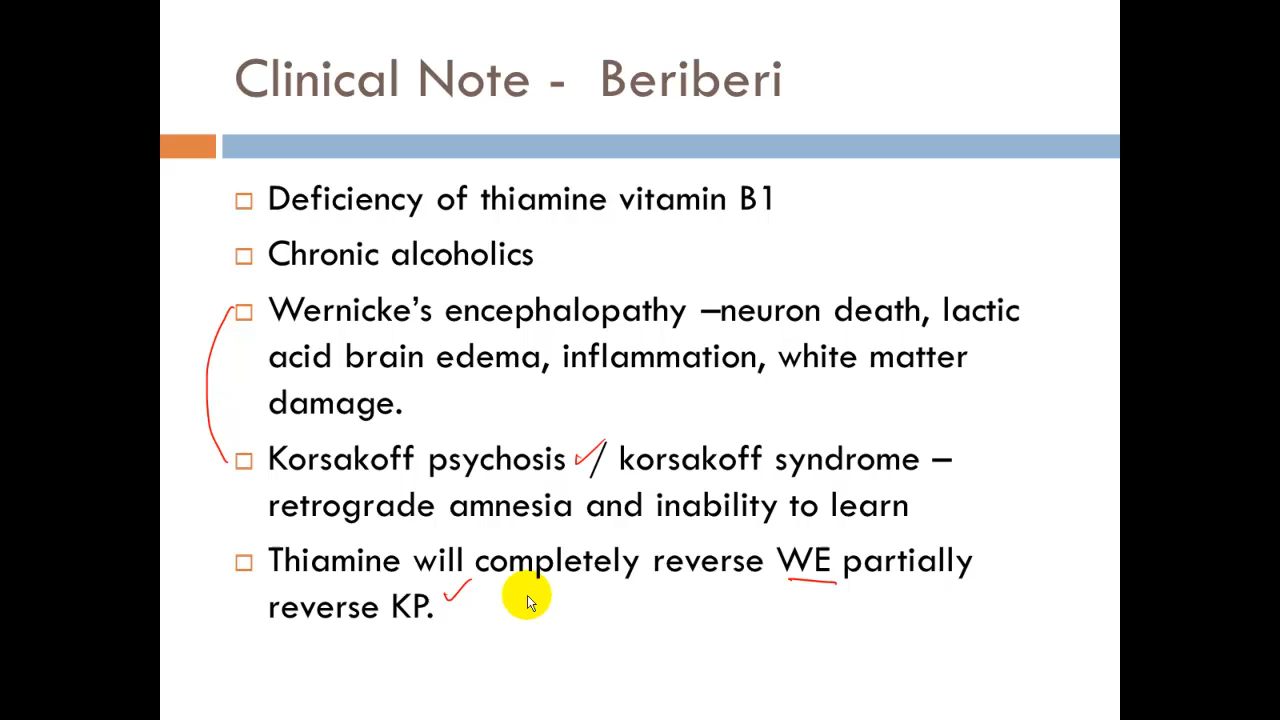 Clinical Note - Beriberi
Deficiency of thiamine vitamin B1
Chronic alcoholics
Wernicke’s encephalopathy –neuron death, lactic
acid brain edema, inflammation, white matter
damage.
Korsakoff psychosis / korsakoff syndrome –
retrograde amnesia and inability to learn
Thiamine will completely reverse WE partially
reverse KP.